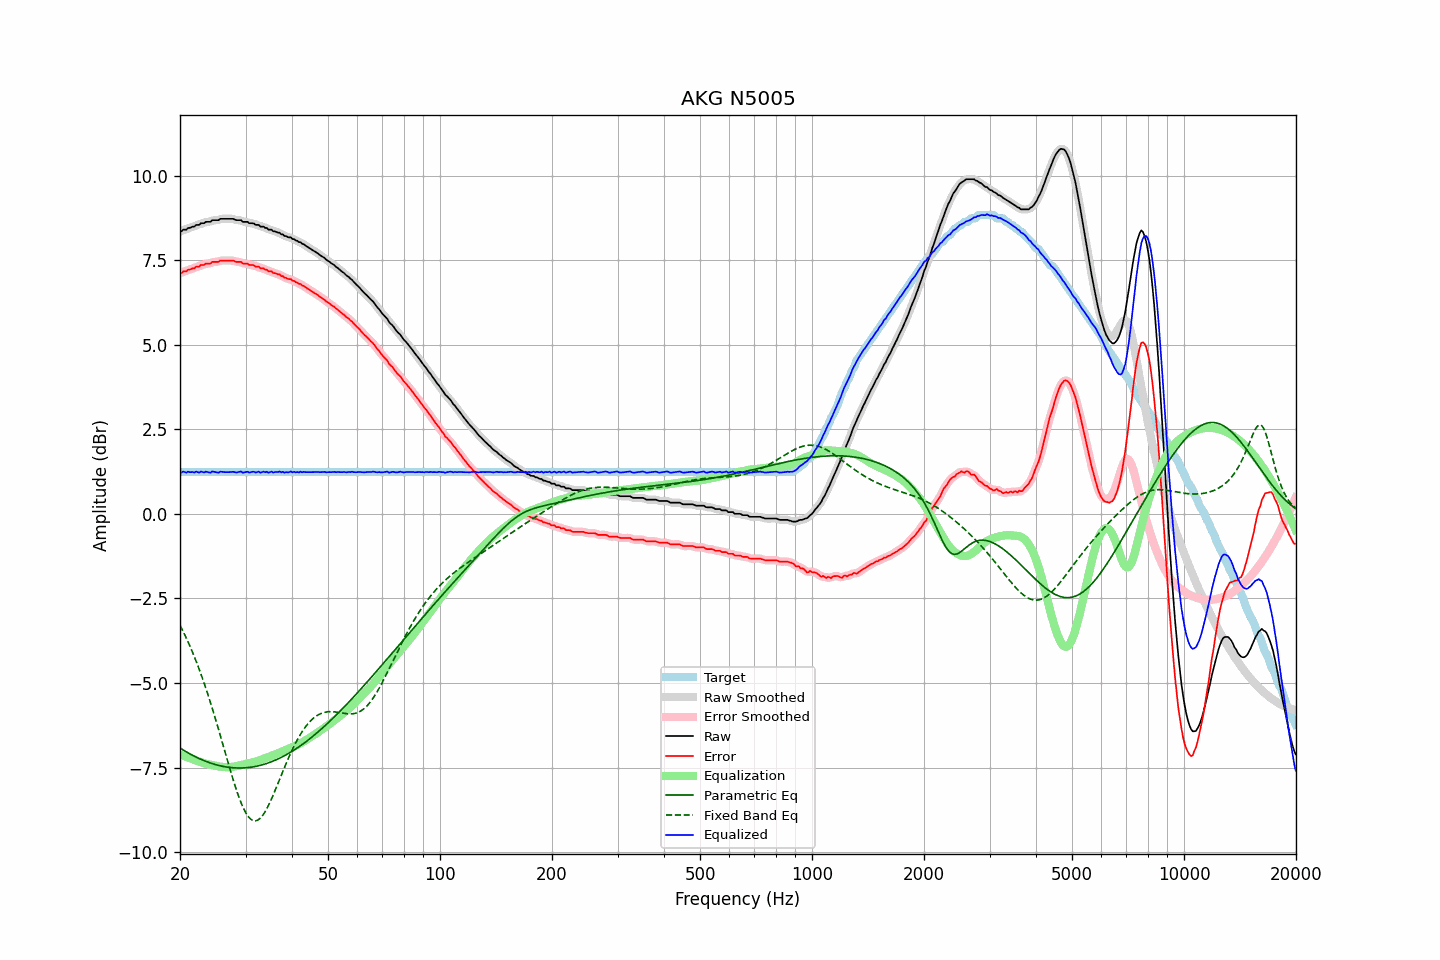 AKG N5005
Amplitude (dBr)
10.0
7.5
5.0
2.5
0.0
−2.5
−5.0
−7.5
−10.0
Target
Raw Smoothed
Error Smoothed
Raw
Error
Equalization
Parametric Eq
Fixed Band Eq
Equalized
20 50 100 200 500 1000 2000 5000 10000 20000
Frequency (Hz)